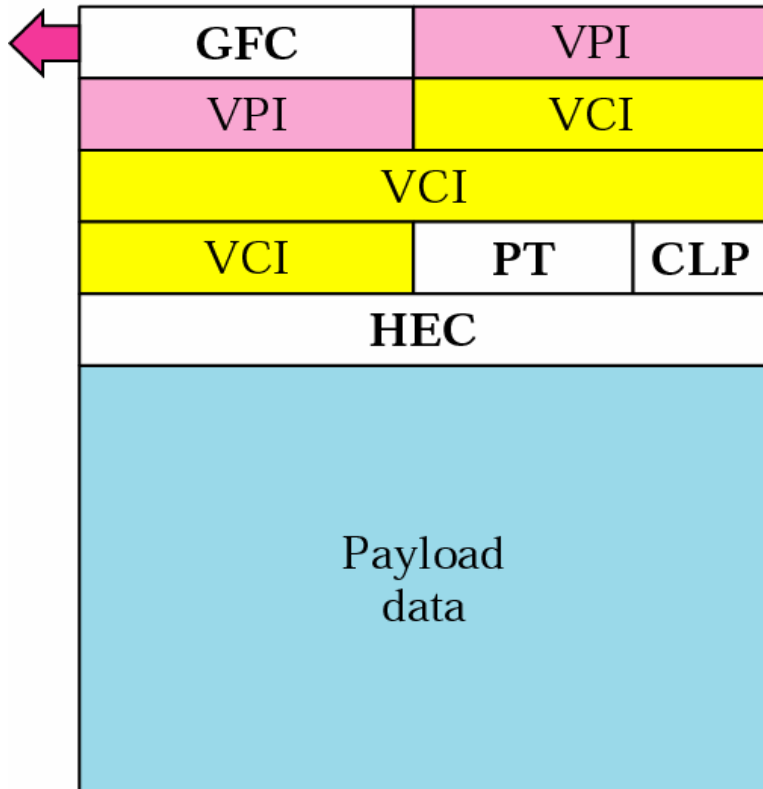 GFC VPI
VPI VCI
VCI
VCI PT CLP
HEC
Payload
data